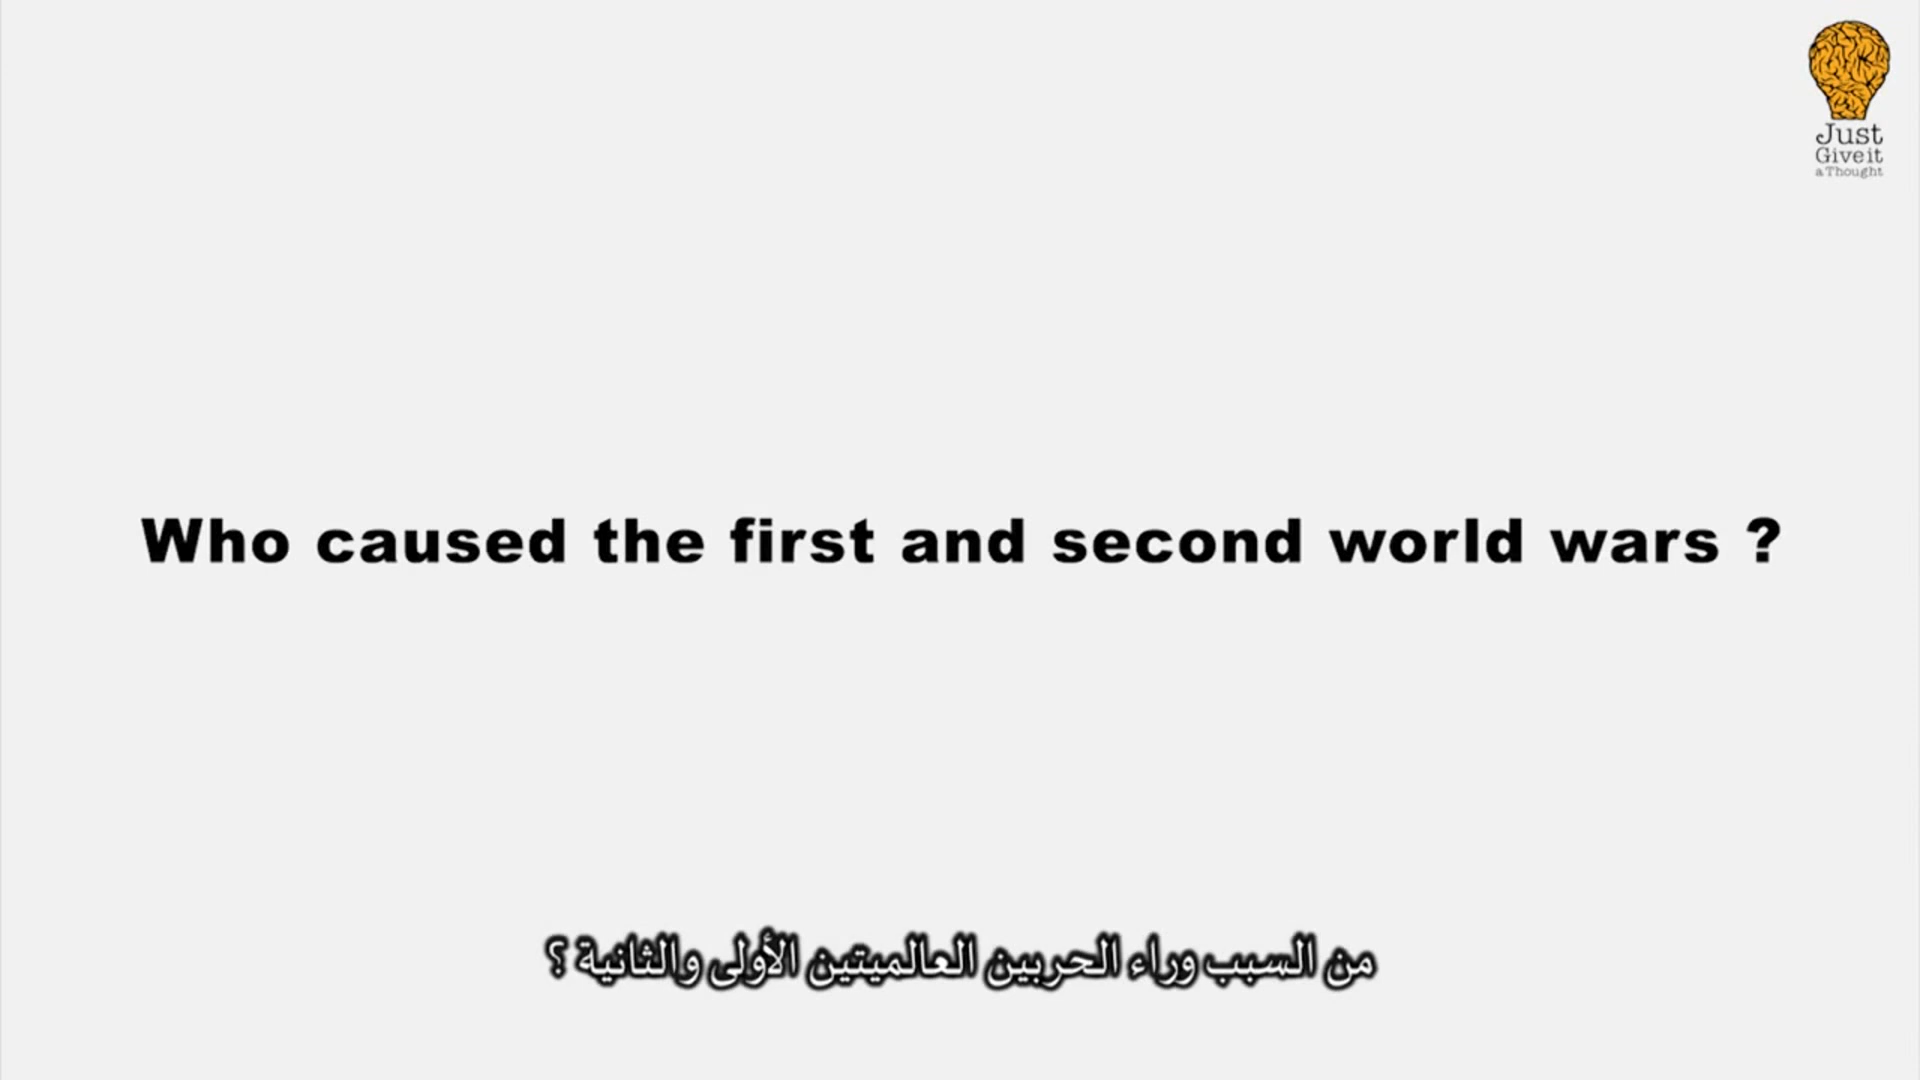 Just
Give it
a Thought
Who caused the first and second world wars ?
من السبب وراء الحربين العالميتين الأولى والثانية ؟